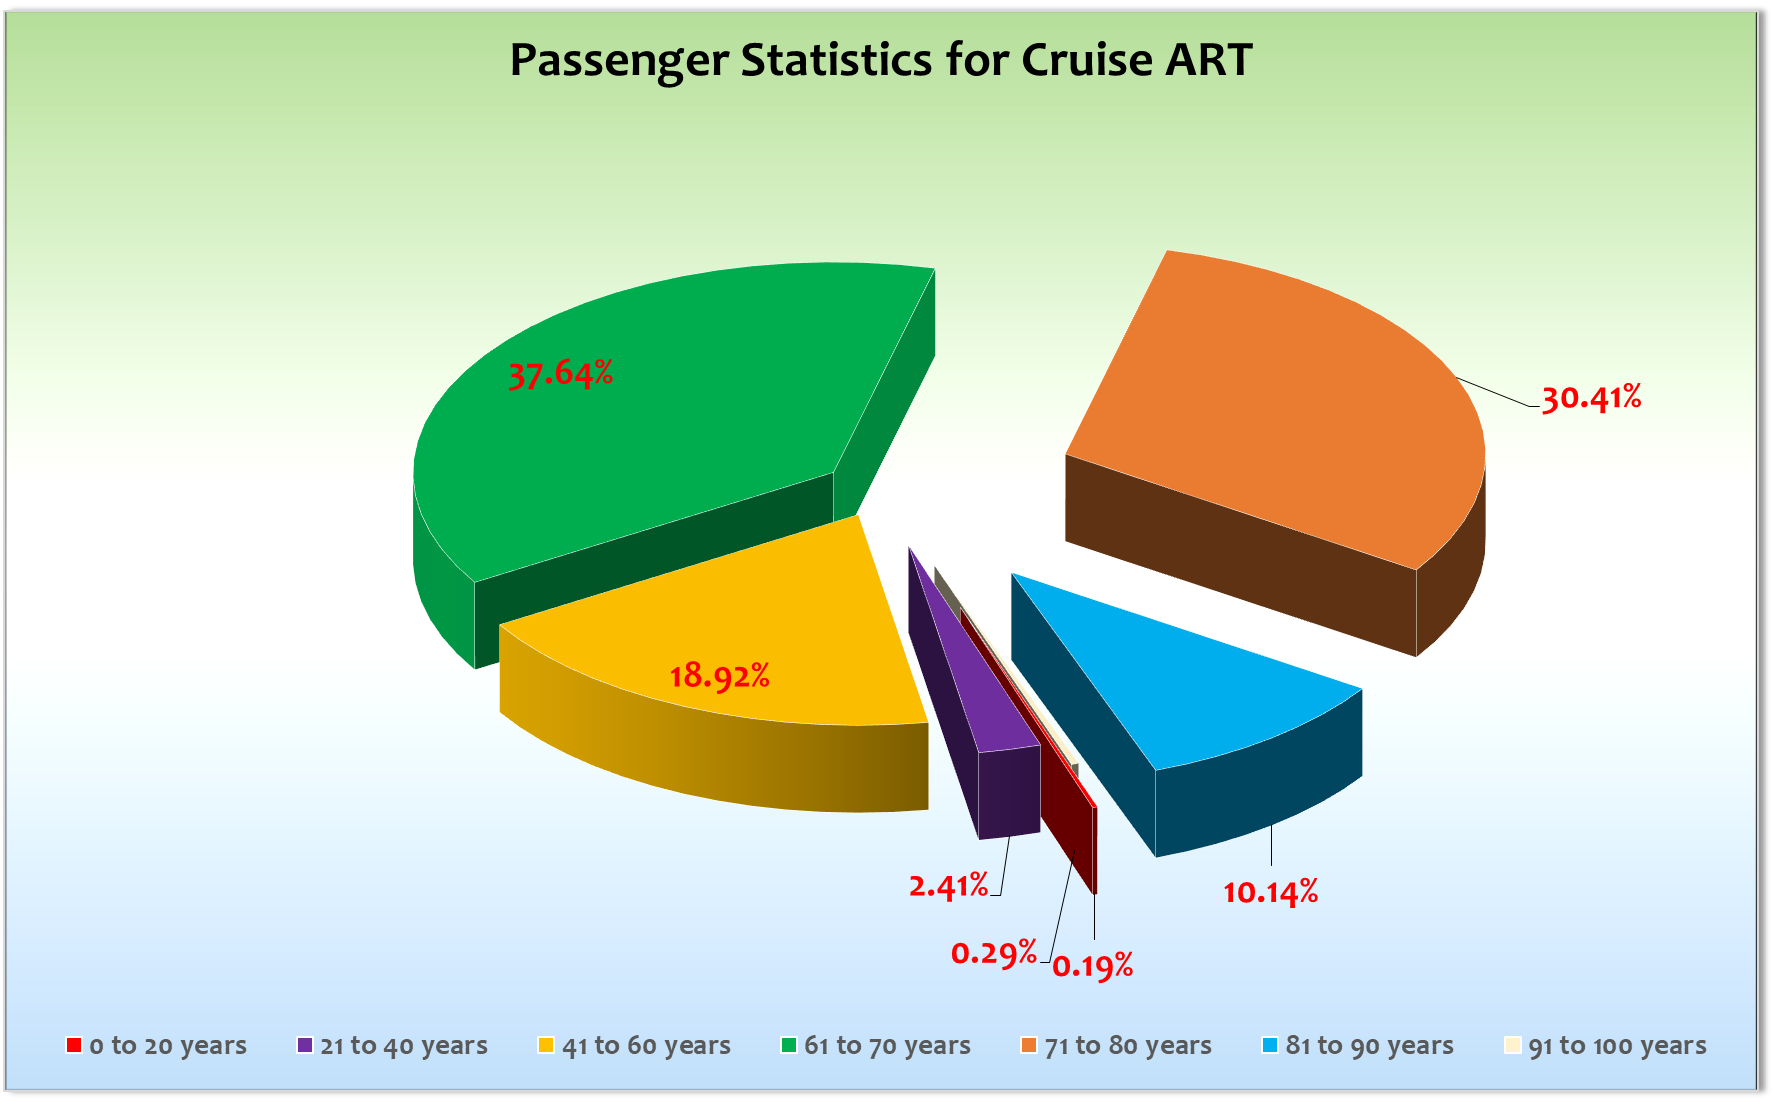 Passenger Statistics for Cruise ART
37.64%
30.41%
18.92%
2.41%
10.14%
0.29%
0.19%
0 to 20 years
21 to 40 years
41 to 60 years
61 to 70 years
71 to 80 years
81 to 90 years
91 to 100 years